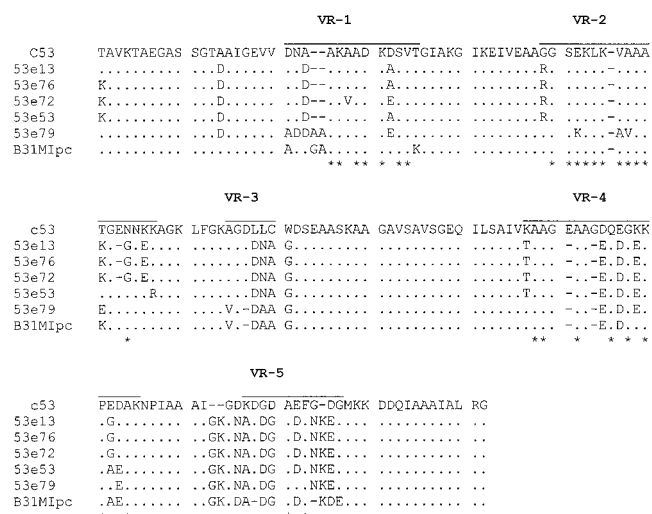 VR-1 VR-2
C53 TAVKTAEGAS SGTAAIGEVV DNA--AKAAD KDSVTGIAKG IKEIVEAAGG SEKLK-VAAA
53e13 .......... ...D...... ..D--..... .A........ .........R .....-....
53e76 K......... ...D...... ..D--..... .......... .........R .....-....
53e72 .......... ...D...... ..D--..V.. .E........ .........R .....-....
53e53 K......... ...D...... ..D--..... .......... .........R .....-....
53e79 .......... ...D...... ADDAA..... .E........ .......... .K...-AV..
B31MIpc .......... .......... A..GA..... ....K..... .......... .....-....
** ** * ** * ***** ****
VR-3 VR-4
c53 TGENNKKAGK LFGKAGDLLC WDSEAASKAA GAVSAVSGEQ ILSAIVKAAG EAAGDQEGKK
53e13 K.-G.E.... .......DNA G......... .......... ......T... -..-E.D.E.
53e76 K.-G.E.... .......DNA G......... .......... ......T... -..-E.D.E.
53e72 K.-G.E.... .......DNA G......... .......... ......T... -..-E.D.E.
53e53 ......R... .......DNA G......... .......... ......T... -..-E.D.E.
53e79 E......... ....V.-DAA G......... .......... .......... -..-E.D.E.
B31MIpc K......... ....V.-DAA G......... .......... .......... -..-E.D.E.
* ** * * * *
VR-5
c53 PEDAKNPIAA AI--GDKDGD AEFG-DGMKK DDQIAAAIAL RG
53e13 .G........ ..GK.NA.DG .D.NKE.... .......... ..
53e76 .G........ ..GK.NA.DG .D.NKE.... .......... ..
53e72 .G........ ..GK.NA.DG .D.NKE.... .......... ..
53e53 .AE....... ..GK.NA.DG .D.NKE.... .......... ..
53e79 .E........ ..GK.NA.DG .D.NKE.... .......... ..
B31MIpc .AE....... ..GK.DA-DG .D.-KDE... .......... ..